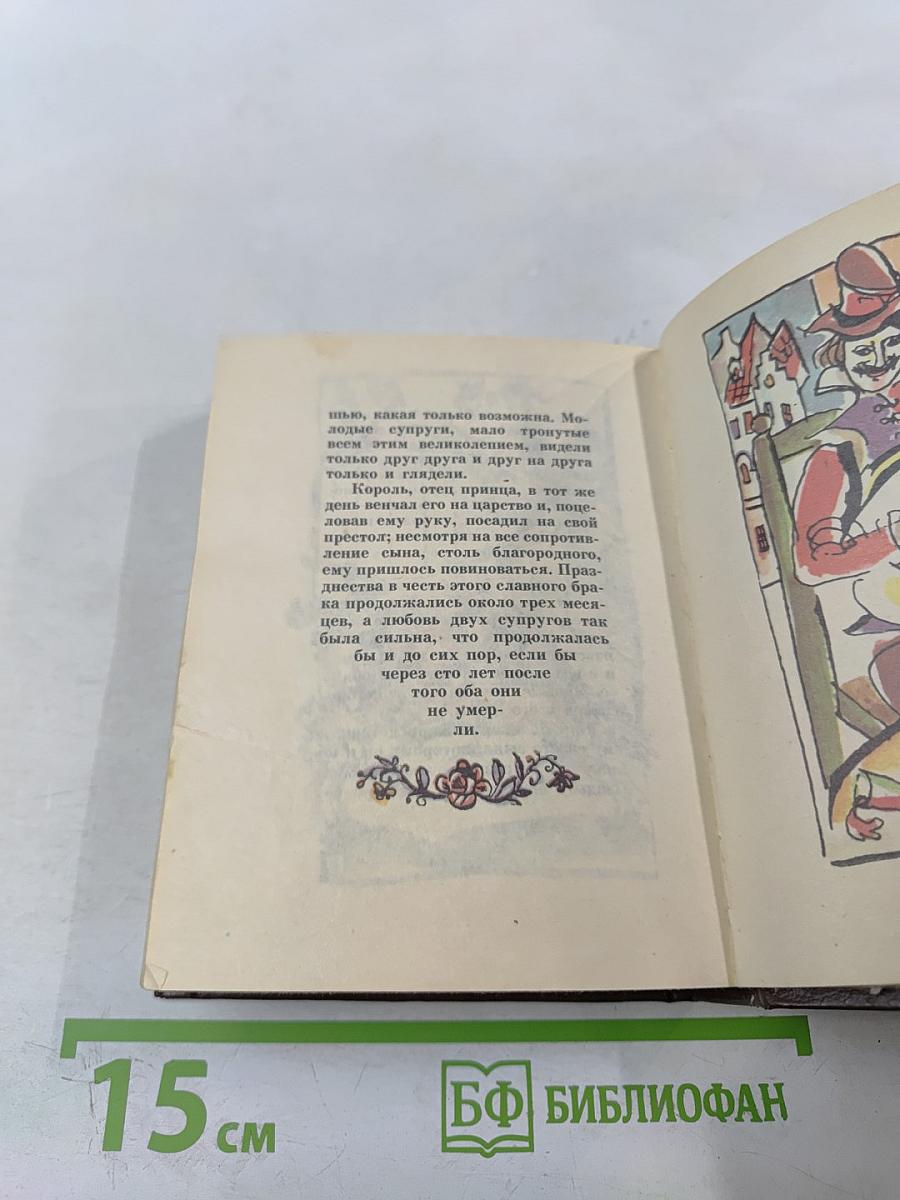 шью, какая только возможна. Мо-
лодые супруги, мало тронутые
всем этим великолепием, видели
только друг друга и друг на друга
только и глядели.
Король, отец принца, в тот же
день венчал его на царство и, поце-
ловав ему руку, посадил на свой
престол; несмотря на все сопротив-
ление сына, столь благородного,
ему пришлось повиноваться. Праз-
днества в честь этого славного бра-
ка продолжались около трех меся-
цев, а любовь двух супругов так
была сильна, что продолжалась
бы и до сих пор, если бы
через сто лет после
того оба они
не умер-
ли.
15 см
БФ БИБЛИОФАН